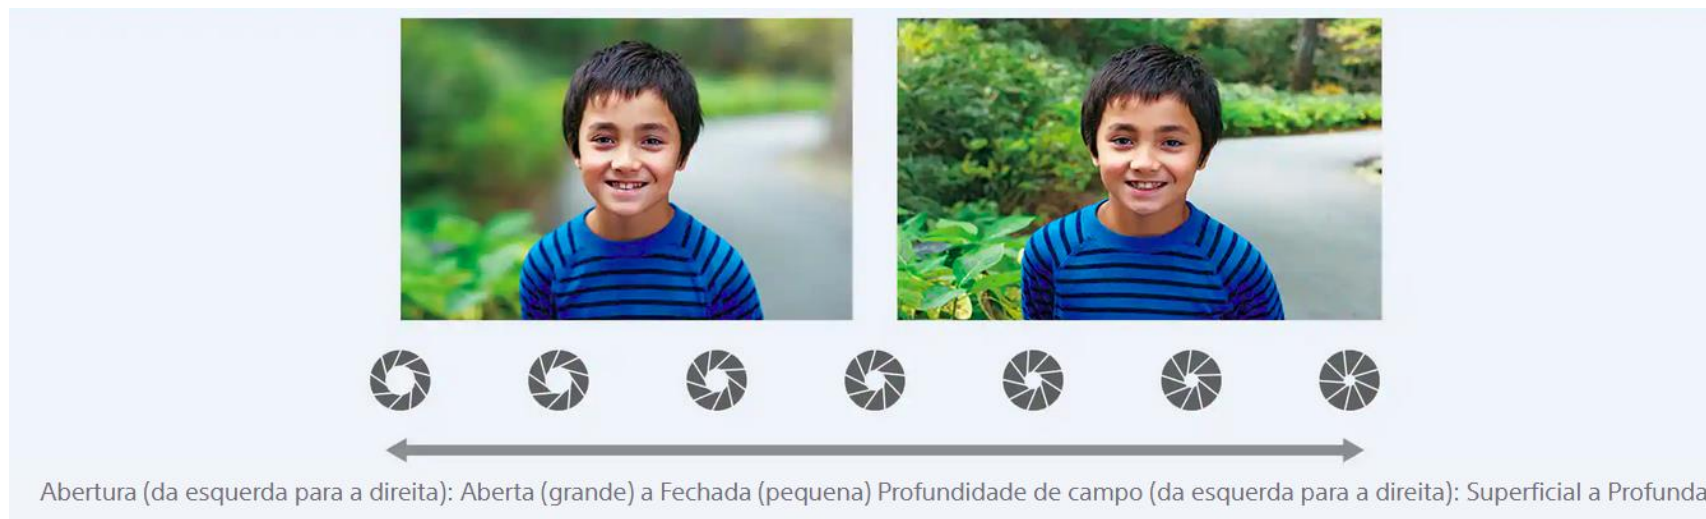 Abertura (da esquerda para a direita): Aberta (grande) a Fechada (pequena) Profundidade de campo (da esquerda para a direita): Superficial a Profunda